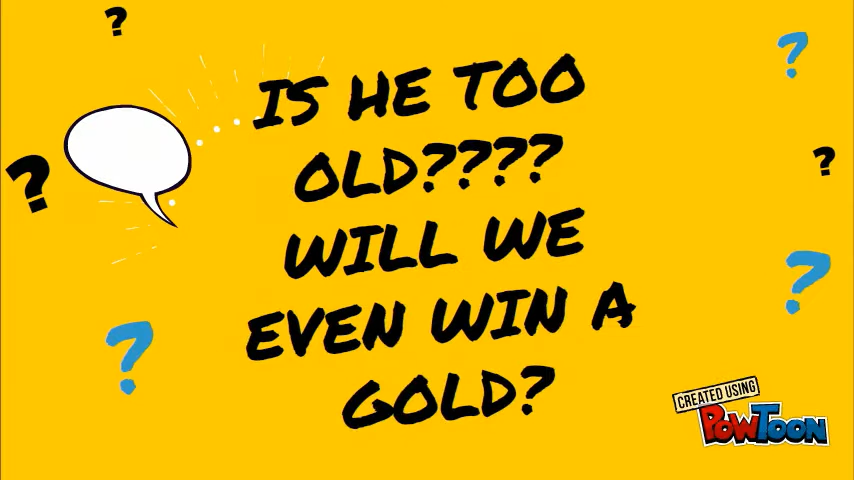 ?
?
IS HE TOO
?
OLD????
?
WILL WE
?
EVEN WIN A
?
GOLD?
CREATED USING
POWTOON